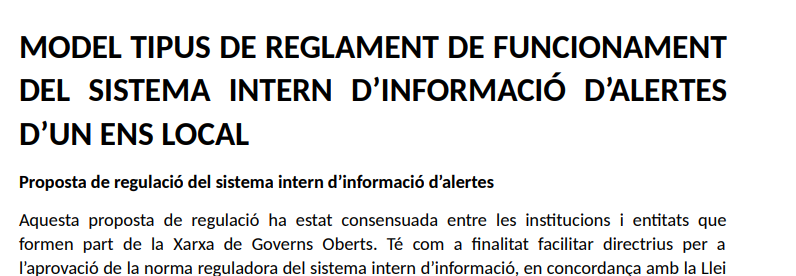 MODEL TIPUS DE REGLAMENT DE FUNCIONAMENT
DEL SISTEMA INTERN D’INFORMACIÓ D’ALERTES
D’UN ENS LOCAL
Proposta de regulació del sistema intern d’informació d’alertes
Aquesta proposta de regulació ha estat consensuada entre les institucions i entitats que
formen part de la Xarxa de Governs Oberts. Té com a finalitat facilitar directrius per a
l’aprovació de la norma reguladora del sistema intern d’informació, en concordança amb la Llei